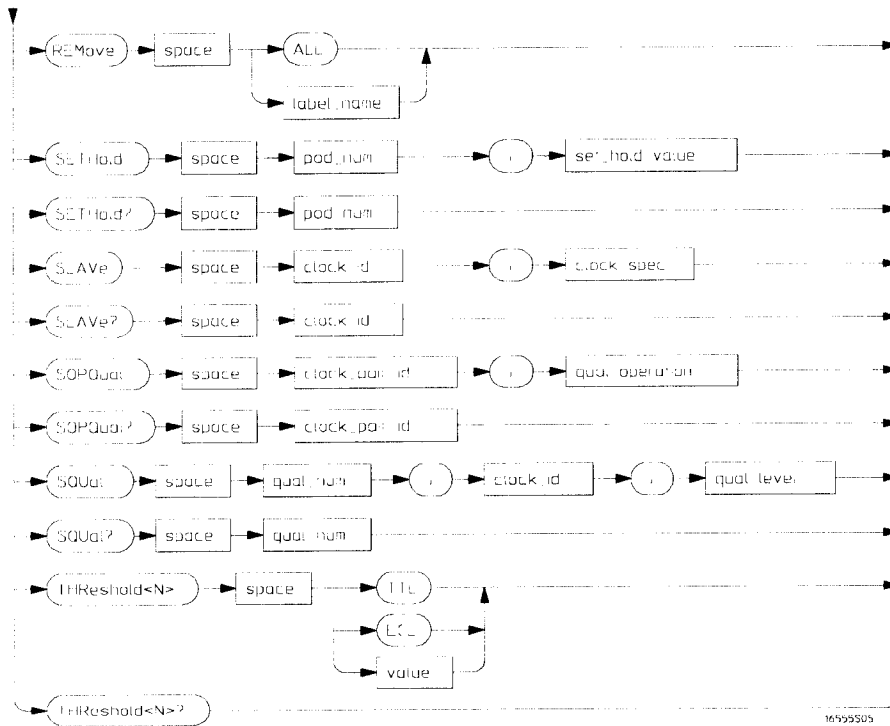 REMove space ALL
label_name
SETHold space pod_num , set_hold_value
SETHold? space pod_num
SLAVe space clock_id , clock_spec
SLAVe? space clock_id
SOPQual space clock_pair_id , qual_operation
SOPQual? space clock_pair_id
SQUal space qual_num , clock_id , qual_level
SQUal? space qual_num
THReshold<N> space TTL
ECL
value
THReshold<N>?
16555S05